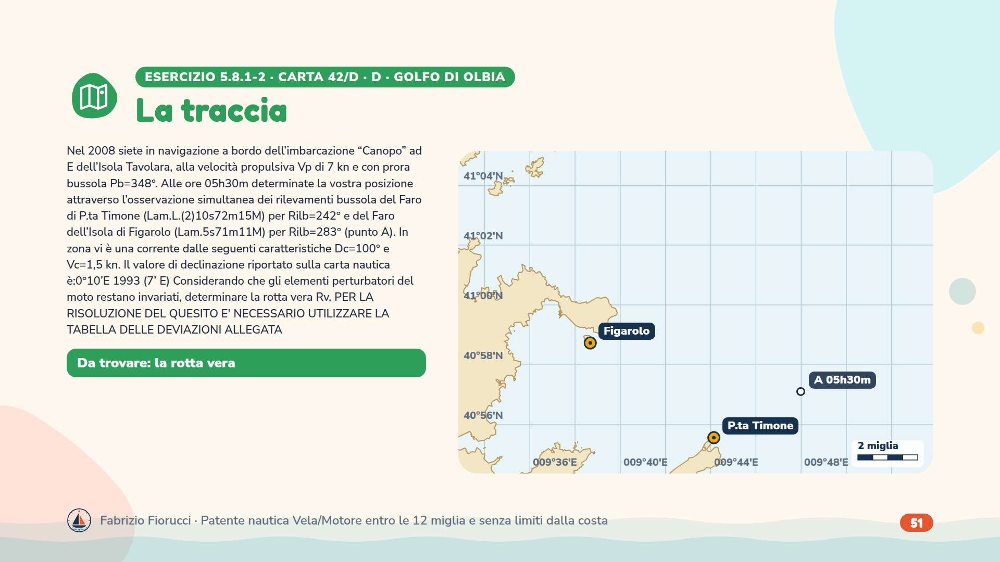 ESERCIZIO 5.8.1-2 · CARTA 42/D · D · GOLFO DI OLBIA
La traccia
Nel 2008 siete in navigazione a bordo dell’imbarcazione “Canopo” ad
E dell’Isola Tavolara, alla velocità propulsiva Vp di 7 kn e con prora
bussola Pb=348°. Alle ore 05h30m determinate la vostra posizione
attraverso l’osservazione simultanea dei rilevamenti bussola del Faro
di P.ta Timone (Lam.L.(2)10s72m15M) per Rilb=242° e del Faro
dell’Isola di Figarolo (Lam.5s71m11M) per Rilb=283° (punto A). In
zona vi è una corrente dalle seguenti caratteristiche Dc=100° e
Vc=1,5 kn. Il valore di declinazione riportato sulla carta nautica
è:0°10’E 1993 (7’ E) Considerando che gli elementi perturbatori del
moto restano invariati, determinare la rotta vera Rv. PER LA
RISOLUZIONE DEL QUESITO E' NECESSARIO UTILIZZARE LA
TABELLA DELLE DEVIAZIONI ALLEGATA
Da trovare: la rotta vera
41°04'N
41°02'N
41°00'N
Figarolo
40°58'N
A 05h30m
40°56'N
P.ta Timone
2 miglia
009°36'E
009°40'E
009°44'E
009°48'E
Fabrizio Fiorucci · Patente nautica Vela/Motore entro le 12 miglia e senza limiti dalla costa
51